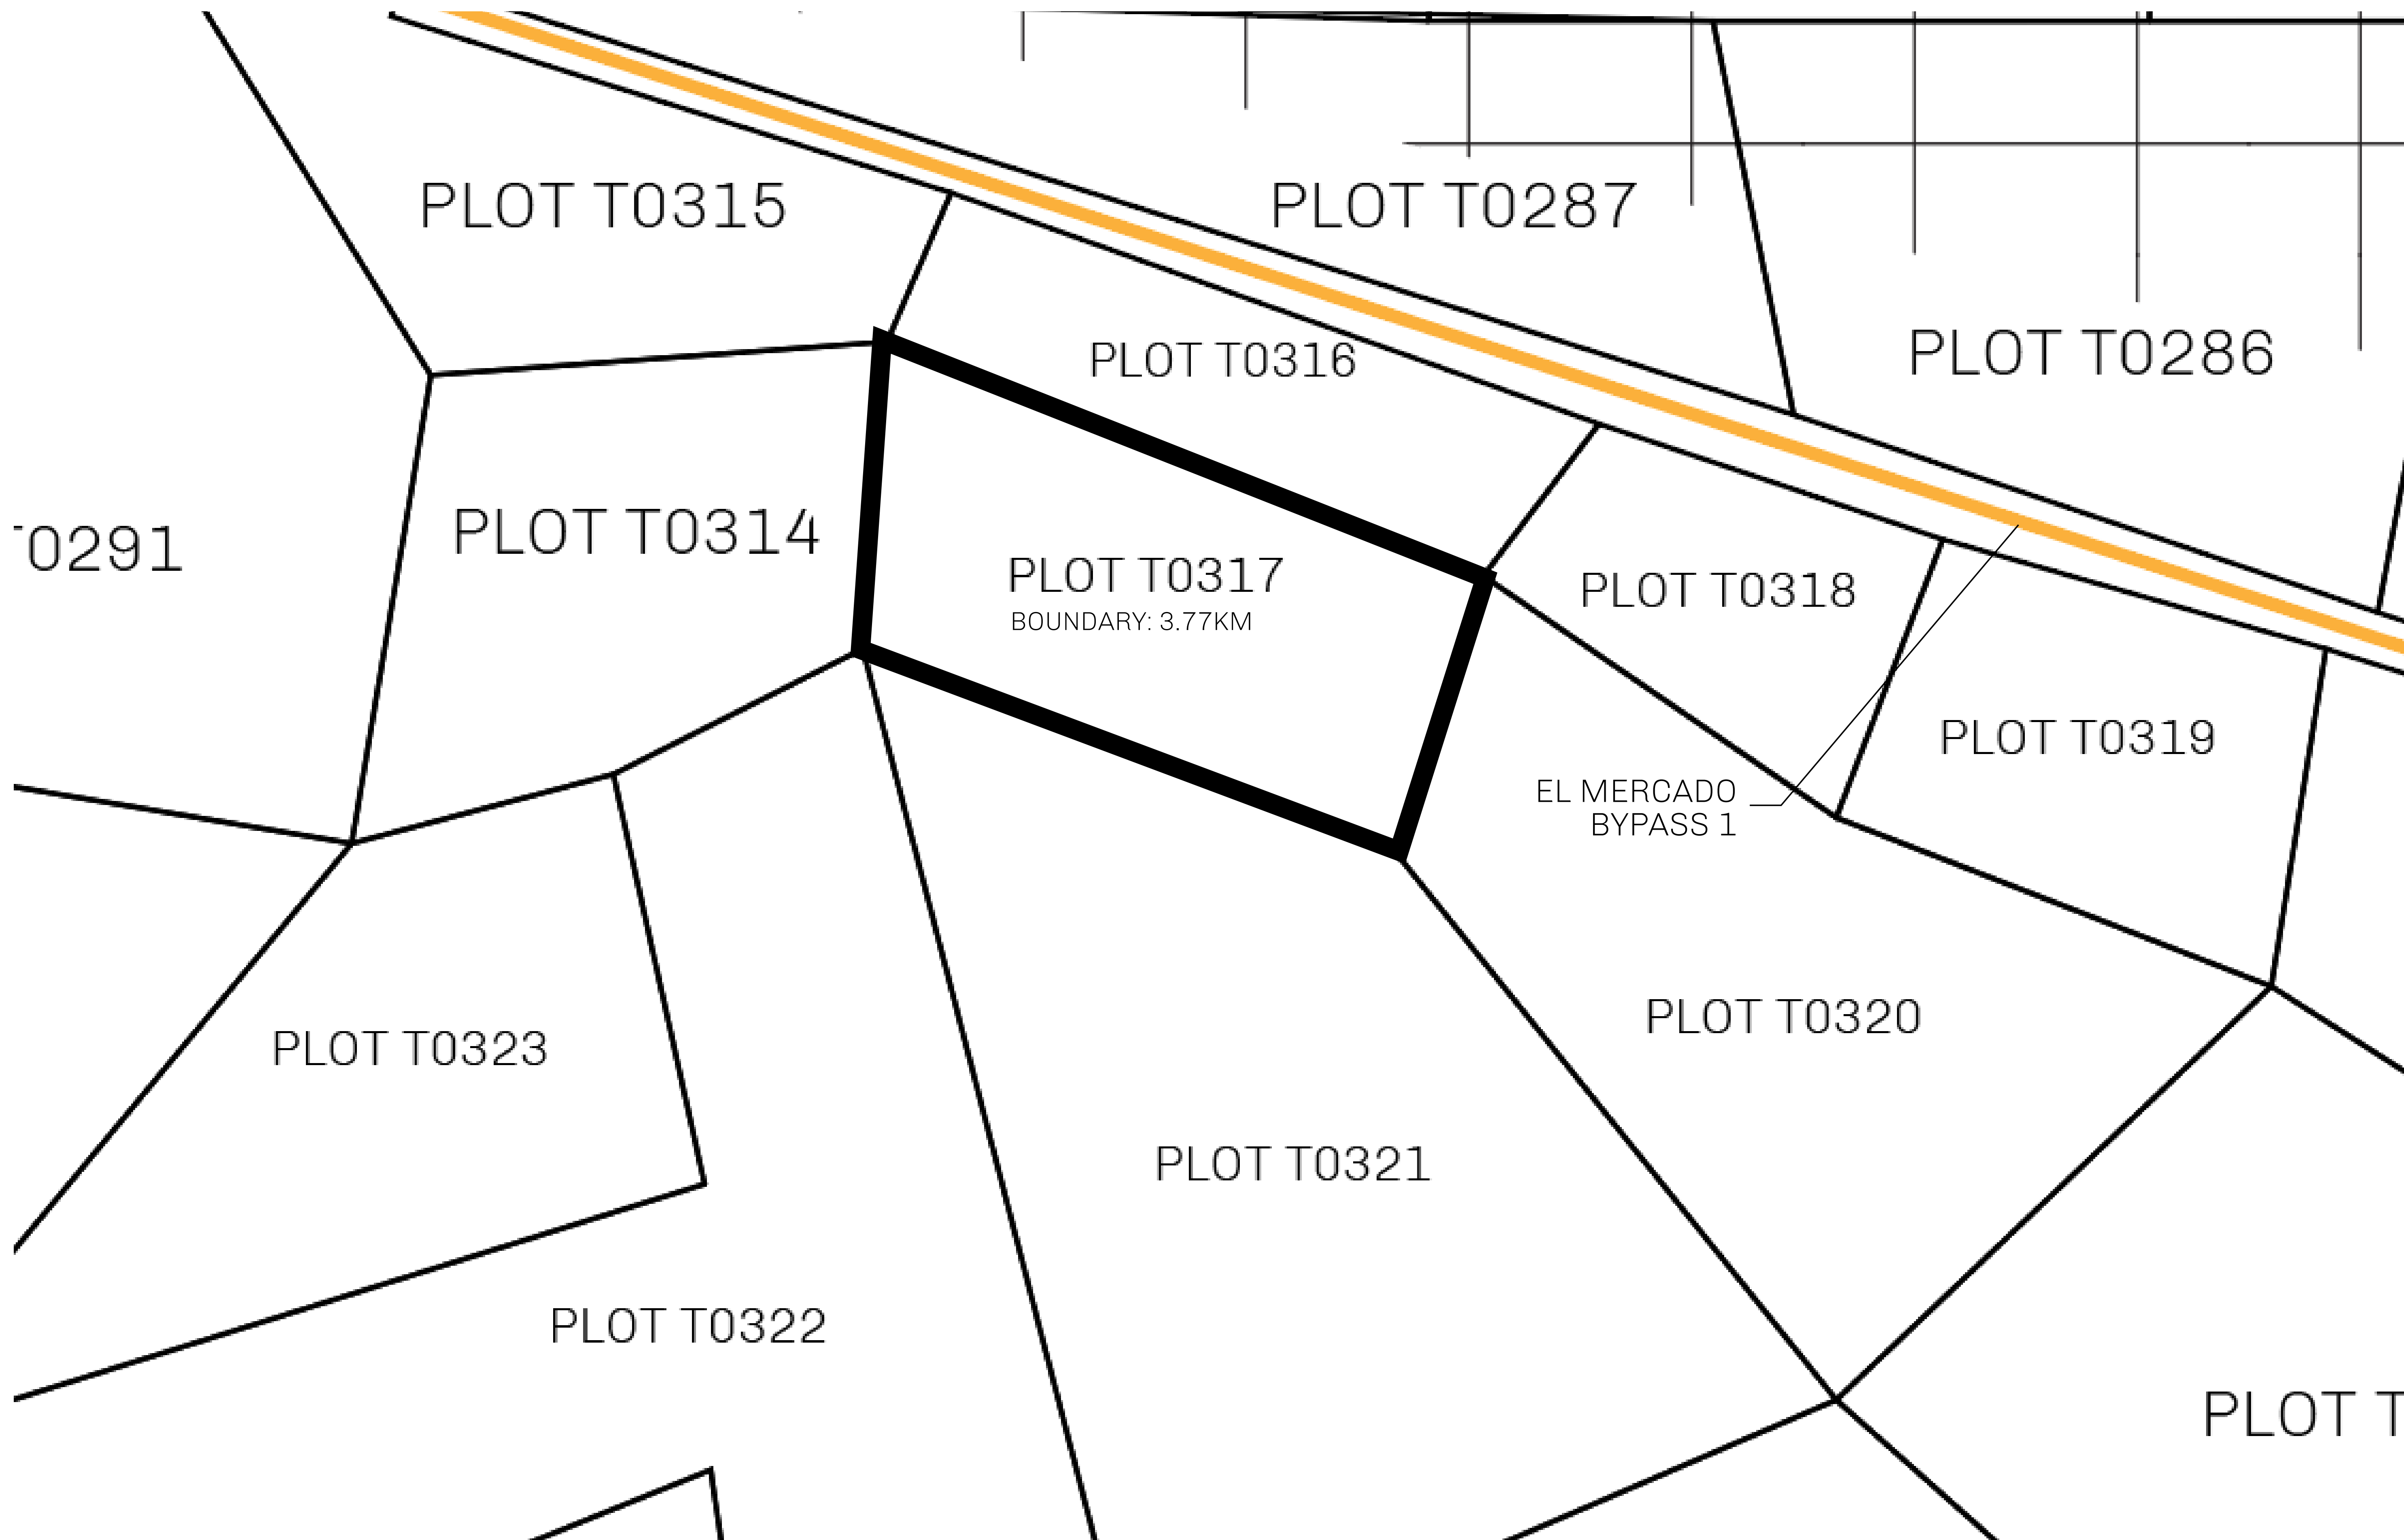 PLOT T0315
PLOT T0287
PLOT T0286
PLOT T0316
PLOT T0314
T0291
PLOT T0317
BOUNDARY: 3.77KM
PLOT T0318
PLOT T0319
EL MERCADO
BYPASS 1
PLOT T0320
PLOT T0323
PLOT T0321
PLOT T0322
PLOT T